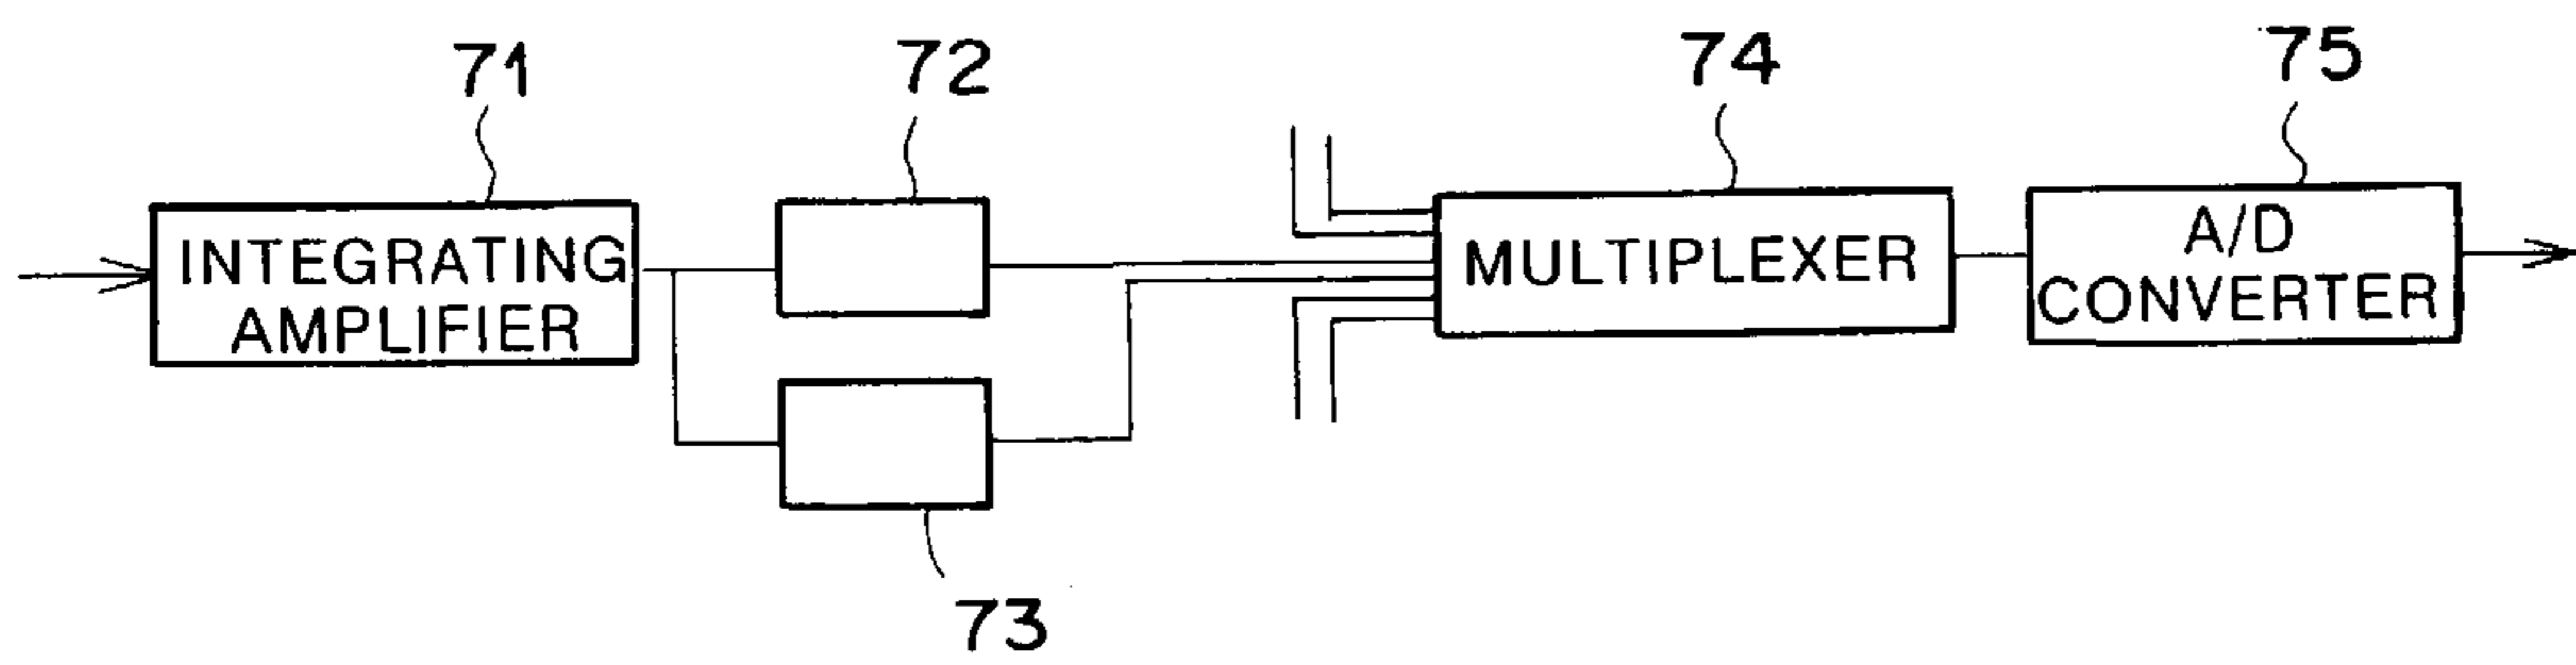 71
72
74
75
INTEGRATING
AMPLIFIER
MULTIPLEXER
A/D
CONVERTER
73